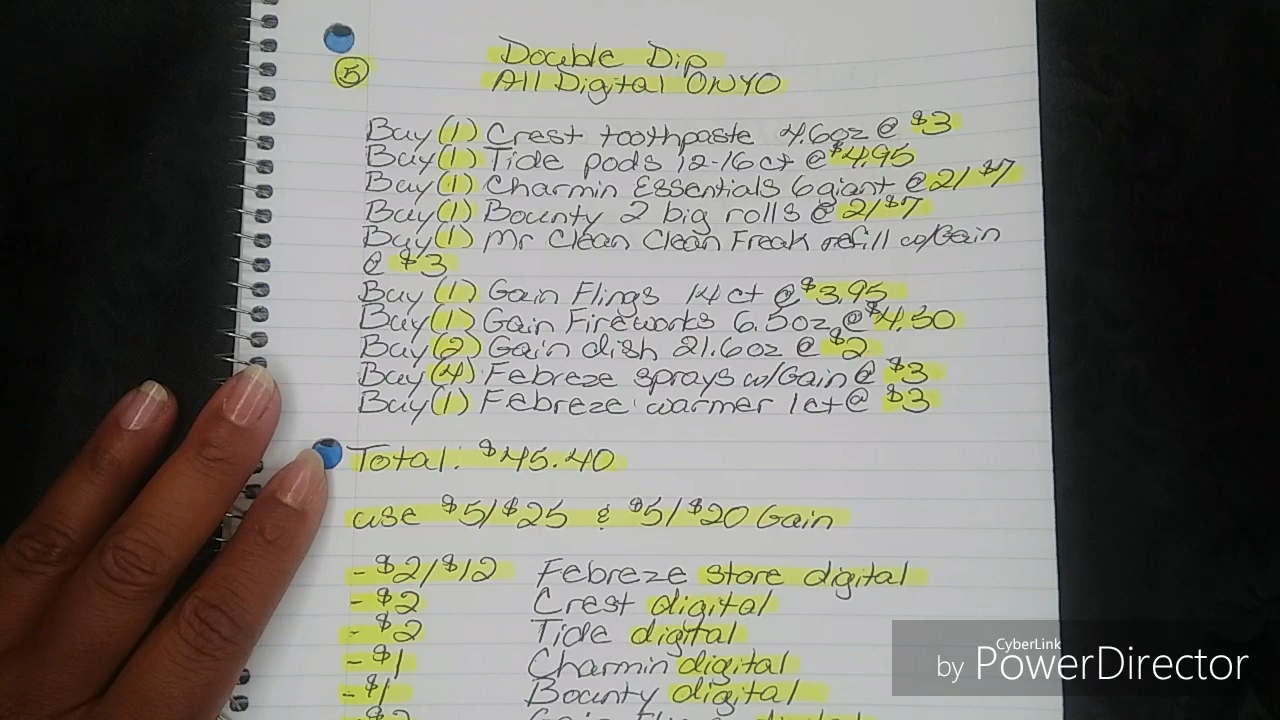 5
Double Dip
All Digital ONYO
Buy (1) Crest toothpaste 4.6oz @ $3
Buy (1) Tide pods 12-16 ct @ $4.95
Buy (1) Charmin Essentials 6 giant @ 2/$7
Buy (1) Bounty 2 big rolls @ 2/$7
Buy (1) Mr Clean Clean Freak refill w/Gain
@ $3
Buy (1) Gain Flings 14 ct @ $3.95
Buy (1) Gain Fireworks 6.5oz @ $4.50
Buy (2) Gain dish 21.6oz @ $2
Buy (4) Febreze sprays w/Gain @ $3
Buy (1) Febreze warmer 1ct @ $3
Total: $45.40
use $5/$25 & $5/$20 Gain
- $2/$12 Febreze store digital
- $2 Crest digital
- $2 Tide digital
- $1 Charmin digital
- $1 Bounty digital
CyberLink
by PowerDirector